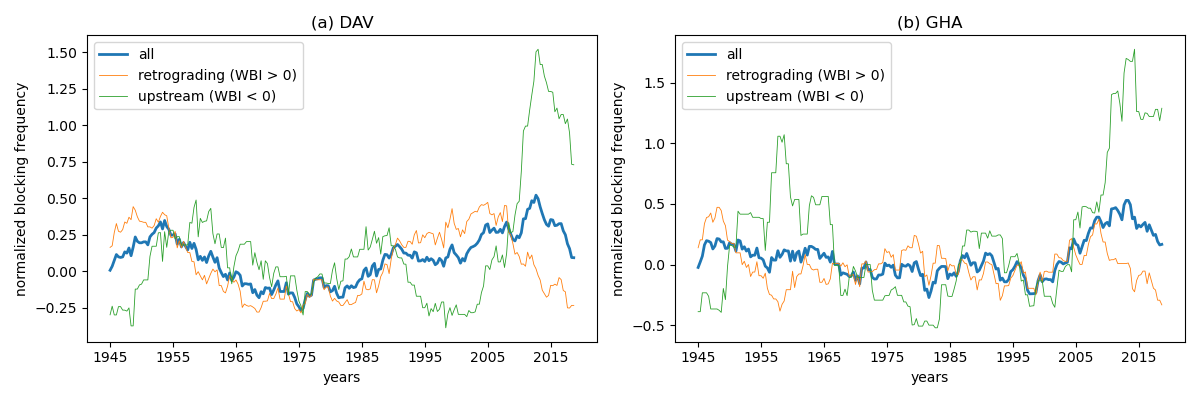 (a) DAV
normalized blocking frequency
1.50
1.25
1.00
0.75
0.50
0.25
0.00
−0.25
all
retrograding (WBI > 0)
upstream (WBI < 0)
1945 1955 1965 1975 1985 1995 2005 2015
years
(b) GHA
normalized blocking frequency
1.5
1.0
0.5
0.0
−0.5
all
retrograding (WBI > 0)
upstream (WBI < 0)
1945 1955 1965 1975 1985 1995 2005 2015
years